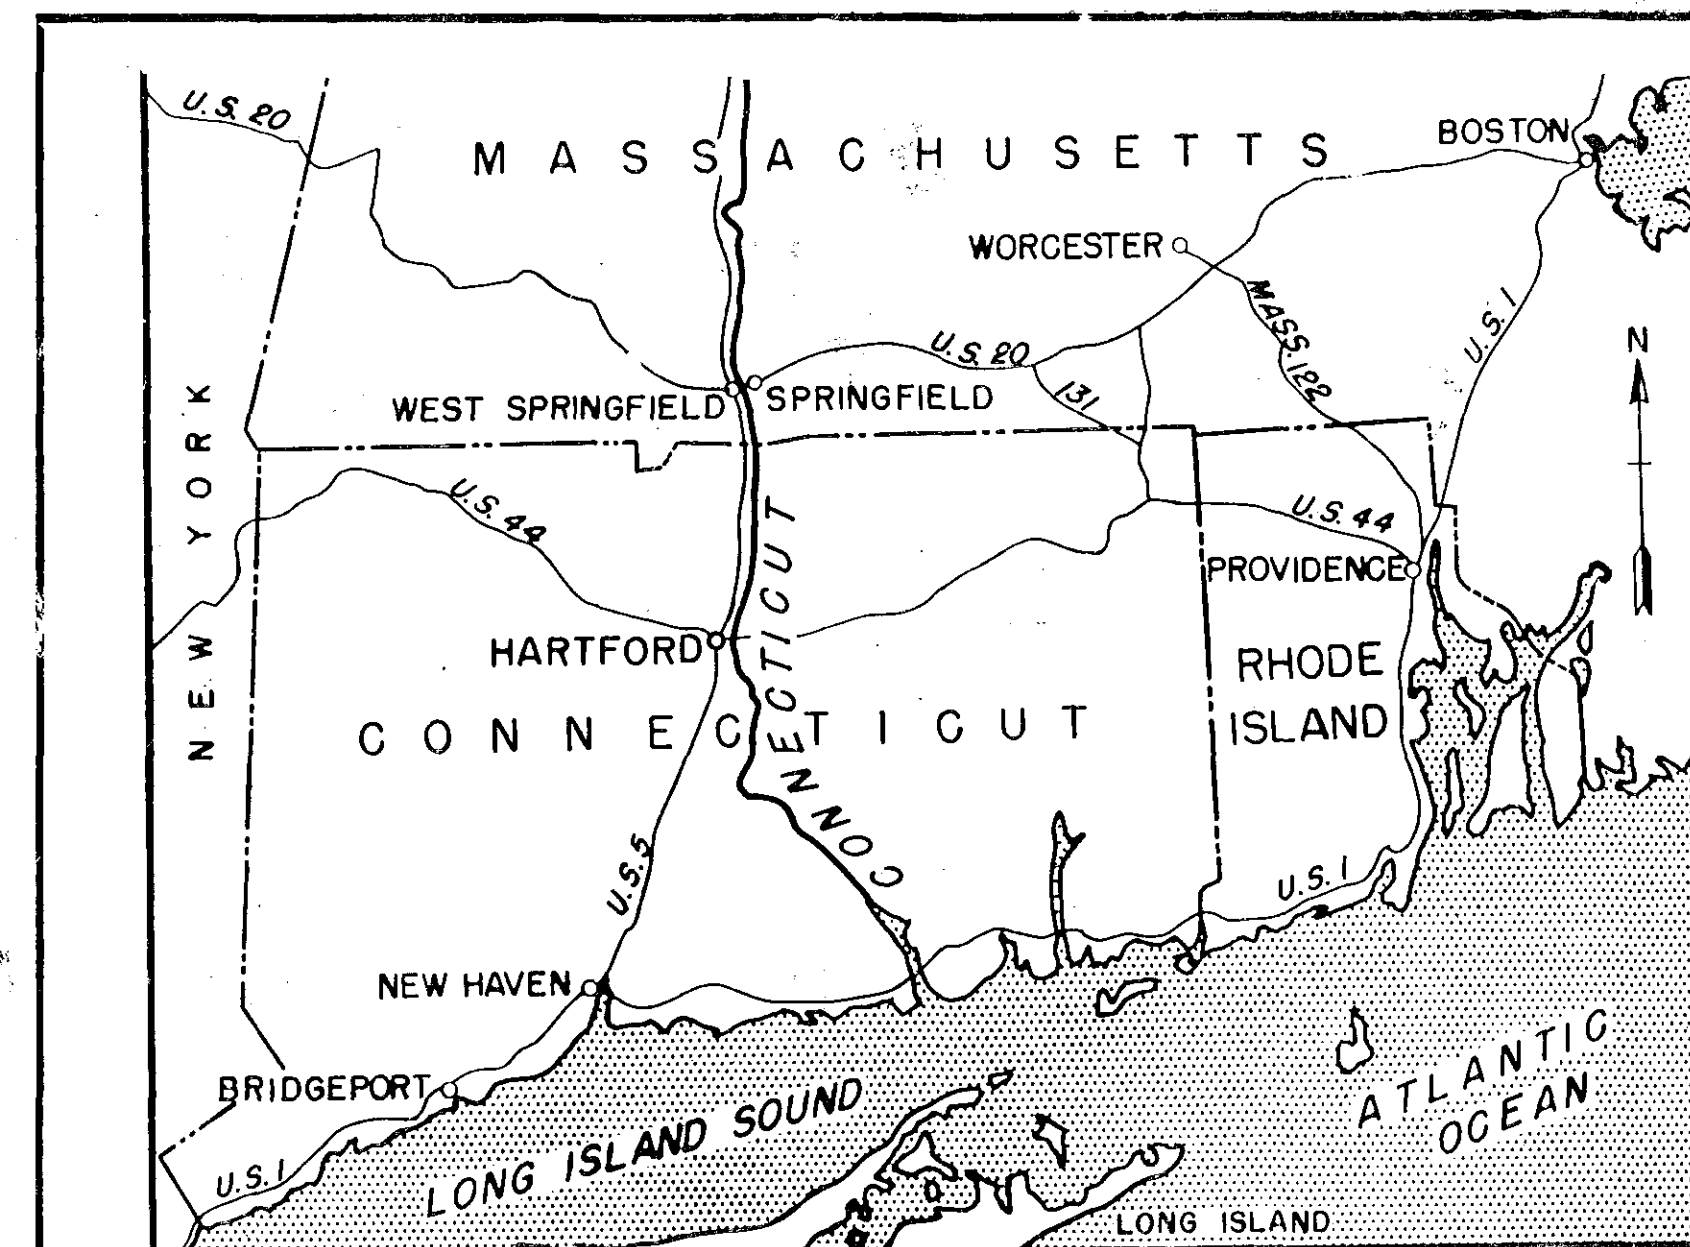 U.S. 20
MASSACHUSETTS
BOSTON
WORCESTER
MASS. 122
U.S. 1
N
U.S. 20
131
WEST SPRINGFIELD
SPRINGFIELD
NEW YORK
U.S. 44
U.S. 44
PROVIDENCE
CONNECTICUT
HARTFORD
RHODE
ISLAND
CONNECTICUT
U.S. 5
U.S. 1
NEW HAVEN
BRIDGEPORT
U.S. 1
LONG ISLAND SOUND
ATLANTIC
OCEAN
LONG ISLAND